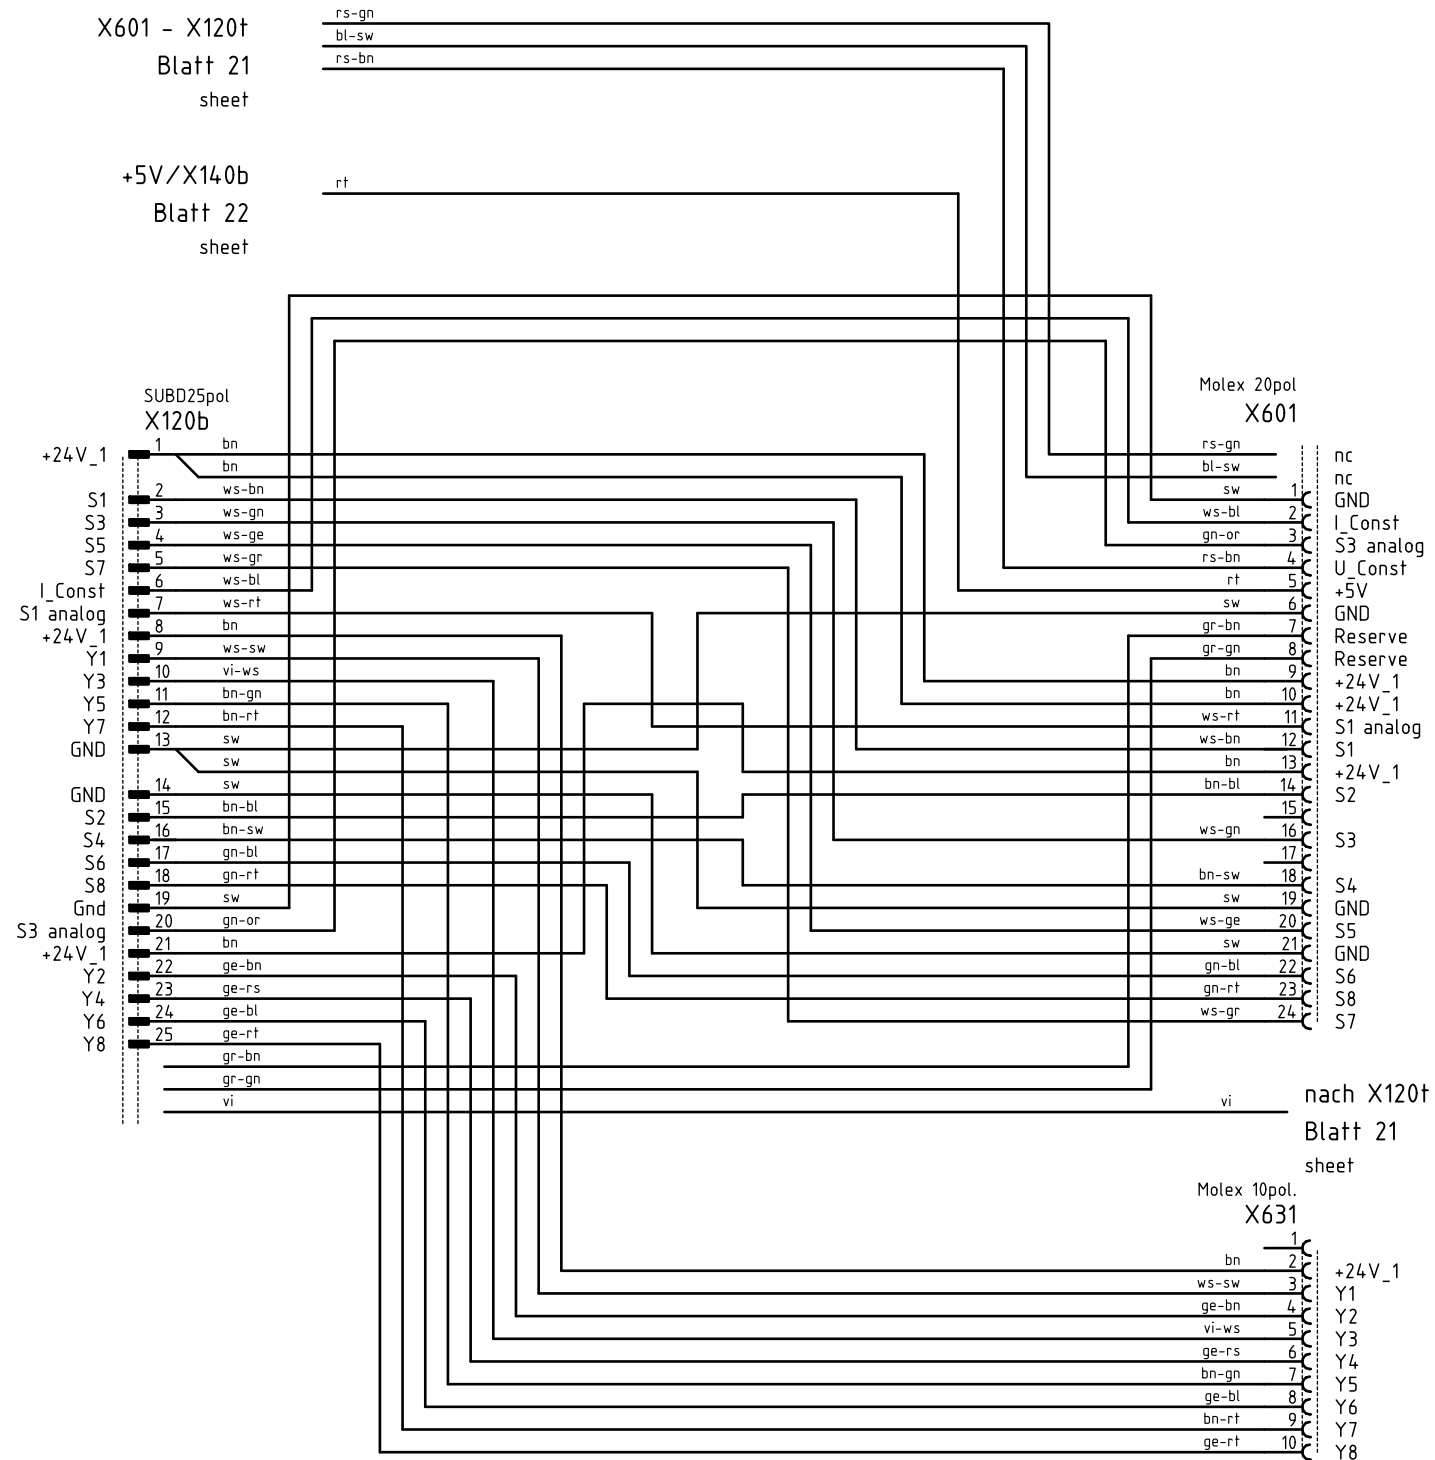 X601 - X120t
Blatt 21
sheet
rs-gn
bl-sw
rs-bn
+5V/X140b
Blatt 22
sheet
rt
SUBD25pol
X120b
+24V_1 1 bn
bn
S1 2 ws-bn
S3 3 ws-gn
S5 4 ws-ge
S7 5 ws-gr
I_Const 6 ws-bl
S1 analog 7 ws-rt
+24V_1 8 bn
Y1 9 ws-sw
Y3 10 vi-ws
Y5 11 bn-gn
Y7 12 bn-rt
GND 13 sw
sw
GND 14 sw
S2 15 bn-bl
S4 16 bn-sw
S6 17 gn-bl
S8 18 gn-rt
Gnd 19 sw
S3 analog 20 gn-or
+24V_1 21 bn
Y2 22 ge-bn
Y4 23 ge-rs
Y6 24 ge-bl
Y8 25 ge-rt
gr-bn
gr-gn
vi
Molex 20pol
X601
rs-gn nc
bl-sw nc
sw 1 GND
ws-bl 2 I_Const
gn-or 3 S3 analog
rs-bn 4 U_Const
rt 5 +5V
sw 6 GND
gr-bn 7 Reserve
gr-gn 8 Reserve
bn 9 +24V_1
bn 10 +24V_1
ws-rt 11 S1 analog
ws-bn 12 S1
bn 13 +24V_1
bn-bl 14 S2
15
ws-gn 16 S3
17
bn-sw 18 S4
sw 19 GND
ws-ge 20 S5
sw 21 GND
gn-bl 22 S6
gn-rt 23 S8
ws-gr 24 S7
vi
nach X120t
Blatt 21
sheet
Molex 10pol.
X631
1
bn 2 +24V_1
ws-sw 3 Y1
ge-bn 4 Y2
vi-ws 5 Y3
ge-rs 6 Y4
bn-gn 7 Y5
ge-bl 8 Y6
bn-rt 9 Y7
ge-rt 10 Y8